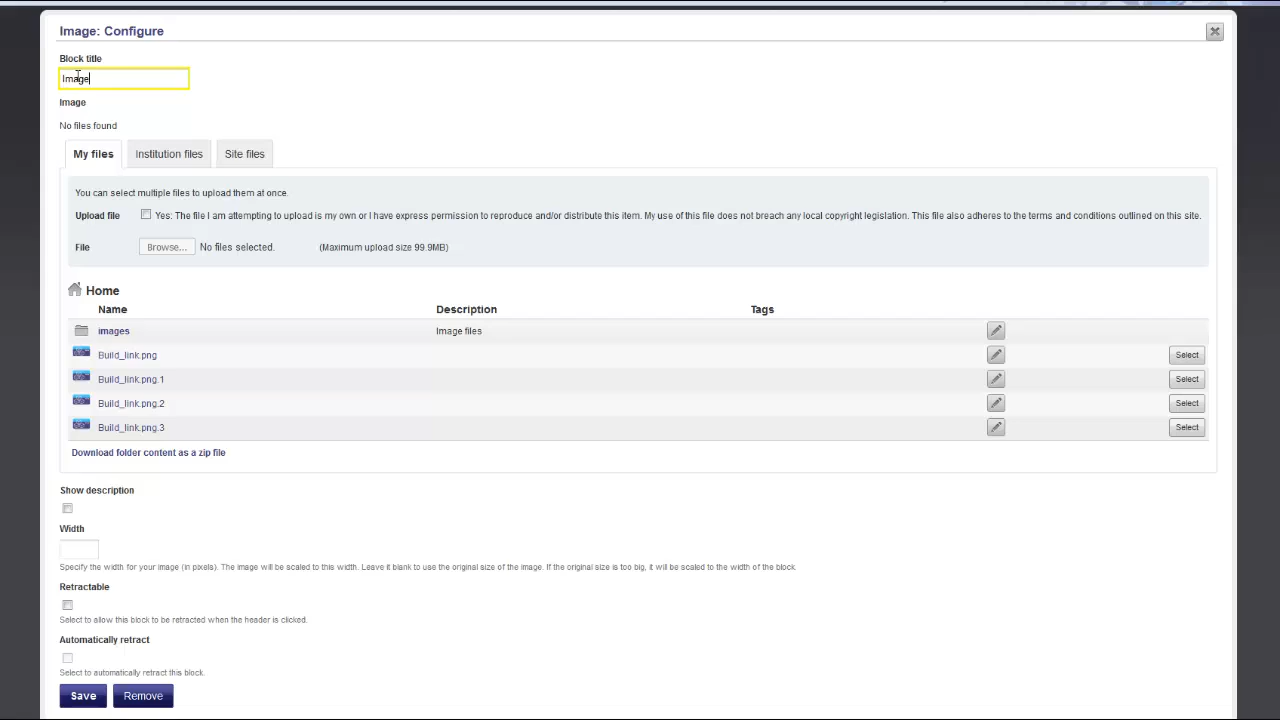 Image: Configure
Block title
Image
Image
No files found
My files
Institution files
Site files
You can select multiple files to upload them at once.
Upload file
Yes: The file I am attempting to upload is my own or I have express permission to reproduce and/or distribute this item. My use of this file does not breach any local copyright legislation. This file also adheres to the terms and conditions outlined on this site.
File
Browse...
No files selected.
(Maximum upload size 99.9MB)
Home
Name Description Tags
images Image files
Build_link.png Select
Build_link.png.1 Select
Build_link.png.2 Select
Build_link.png.3 Select
Download folder content as a zip file
Show description
Width
Specify the width for your image (in pixels). The image will be scaled to this width. Leave it blank to use the original size of the image. If the original size is too big, it will be scaled to the width of the block.
Retractable
Select to allow this block to be retracted when the header is clicked.
Automatically retract
Select to automatically retract this block.
Save
Remove